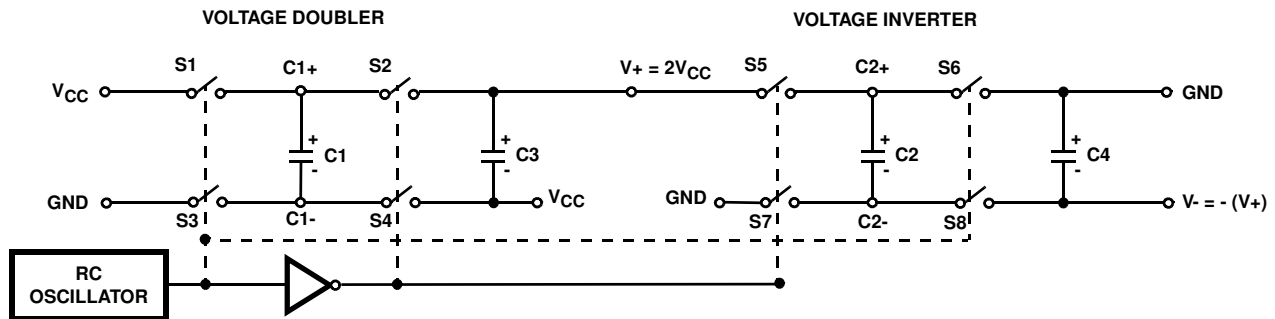 VOLTAGE DOUBLER
VOLTAGE INVERTER
S1 C1+ S2 V+ = 2VCC S5 C2+ S6
VCC GND
+ C1 - + C3 - + C2 - + C4 -
GND VCC GND V- = - (V+)
S3 C1- S4 S7 C2- S8
RC
OSCILLATOR